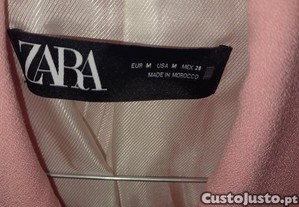 ZARA
EUR M USA M MEX 28
MADE IN MOROCCO
CustoJusto.pt